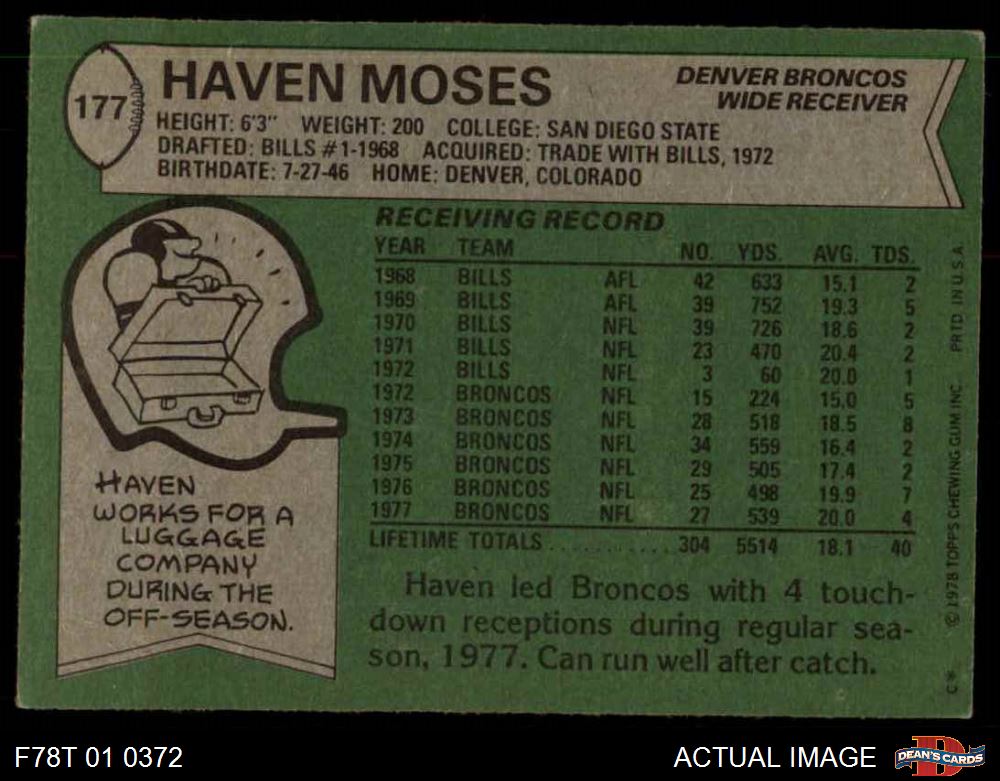 177
HAVEN MOSES
DENVER BRONCOS
WIDE RECEIVER
HEIGHT: 6'3" WEIGHT: 200 COLLEGE: SAN DIEGO STATE
DRAFTED: BILLS #1-1968 ACQUIRED: TRADE WITH BILLS, 1972
BIRTHDATE: 7-27-46 HOME: DENVER, COLORADO
RECEIVING RECORD
YEAR TEAM NO. YDS. AVG. TDS.
1968 BILLS AFL 42 633 15.1 2
1969 BILLS AFL 39 752 19.3 5
1970 BILLS NFL 39 726 18.6 2
1971 BILLS NFL 23 470 20.4 2
1972 BILLS NFL 3 60 20.0 1
1972 BRONCOS NFL 15 224 15.0 5
1973 BRONCOS NFL 28 518 18.5 8
1974 BRONCOS NFL 34 559 16.4 2
1975 BRONCOS NFL 29 505 17.4 2
1976 BRONCOS NFL 25 498 19.9 7
1977 BRONCOS NFL 27 539 20.0 4
LIFETIME TOTALS........... 304 5514 18.1 40
HAVEN
WORKS FOR A
LUGGAGE
COMPANY
DURING THE
OFF-SEASON.
Haven led Broncos with 4 touch-
down receptions during regular sea-
son, 1977. Can run well after catch.
C* © 1978 TOPPS CHEWING GUM INC. PRTD. IN U.S.A.
F78T 01 0372
ACTUAL IMAGE
D
DEAN'S CARDS